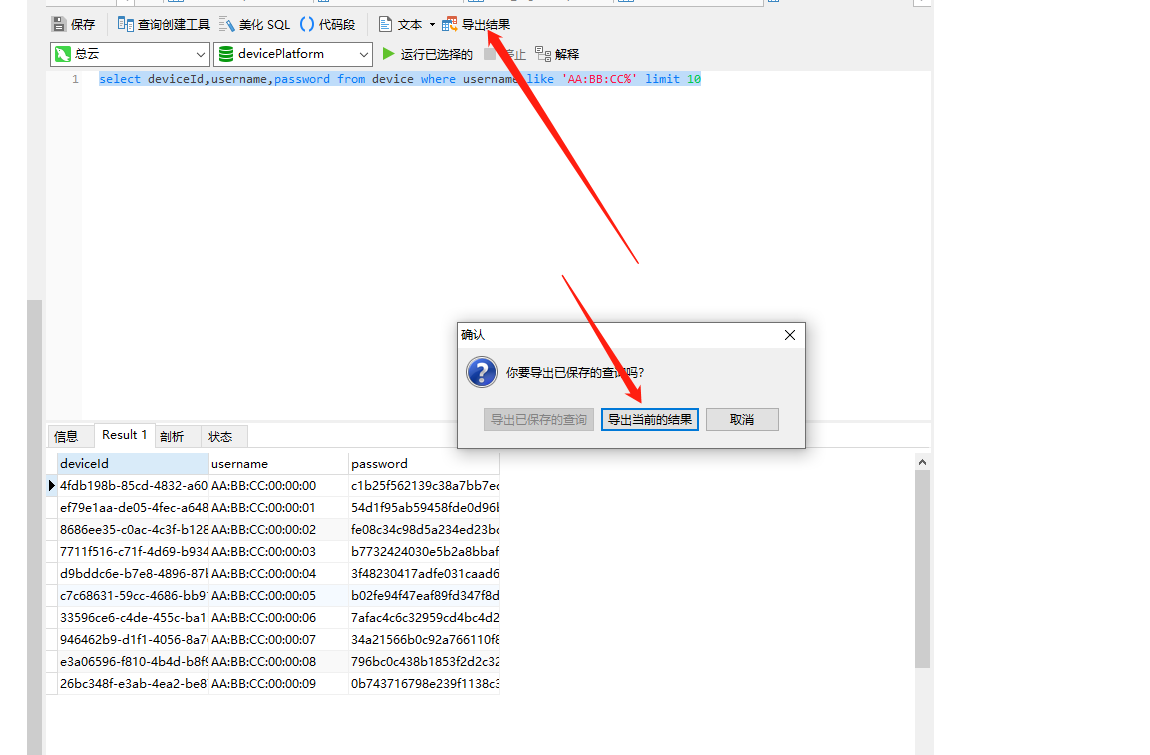 保存 查询创建工具 美化 SQL () 代码段 文本 导出结果
总云 devicePlatform 运行已选择的 停止 解释
1 select deviceId,username,password from device where username like 'AA:BB:CC%' limit 10
确认
你要导出已保存的查询吗?
导出已保存的查询 导出当前的结果 取消
信息 Result 1 剖析 状态
deviceId username password
4fdb198b-85cd-4832-a60 AA:BB:CC:00:00:00 c1b25f562139c38a7bb7ec
ef79e1aa-de05-4fec-a648 AA:BB:CC:00:00:01 54d1f95ab59458fde0d96b
8686ee35-c0ac-4c3f-b128 AA:BB:CC:00:00:02 fe08c34c98d5a234ed23bc
7711f516-c71f-4d69-b934 AA:BB:CC:00:00:03 b7732424030e5b2a8bbaf
d9bddc6e-b7e8-4896-87b AA:BB:CC:00:00:04 3f48230417adfe031caad6
c7c68631-59cc-4686-bb9 AA:BB:CC:00:00:05 b02fe94f47eaf89fd347f8d
33596ce6-c4de-455c-ba1 AA:BB:CC:00:00:06 7afac4c6c32959cd4bc4d2
946462b9-d1f1-4056-8a7 AA:BB:CC:00:00:07 34a21566b0c92a766110f8
e3a06596-f810-4b4d-b8f9 AA:BB:CC:00:00:08 796bc0c438b1853f2d2c32
26bc348f-e3ab-4ea2-be8 AA:BB:CC:00:00:09 0b743716798e239f1138c3